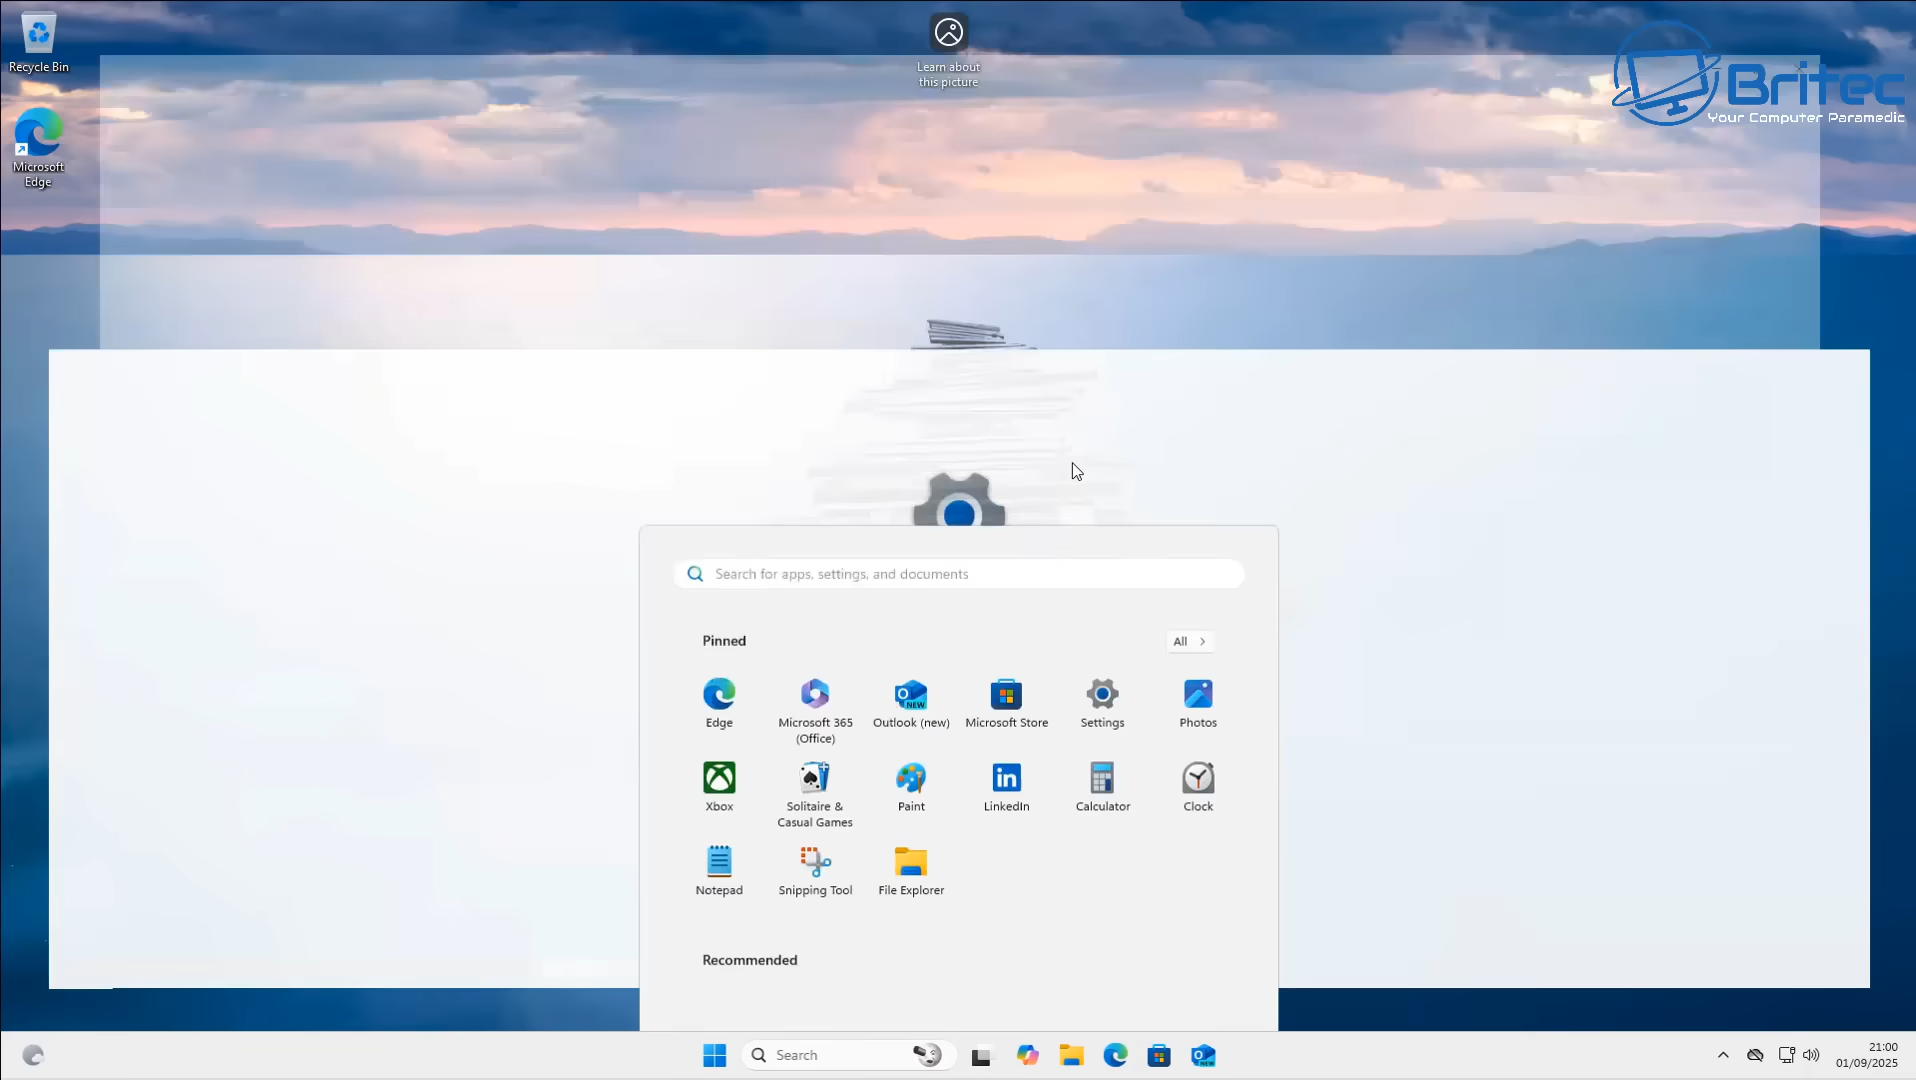 Recycle Bin
Learn about
this picture
Britec
Your Computer Paramedic
Microsoft
Edge
Search for apps, settings, and documents
Pinned
All
Edge
Microsoft 365
(Office)
Outlook (new)
Microsoft Store
Settings
Photos
Xbox
Solitaire &
Casual Games
Paint
LinkedIn
Calculator
Clock
Notepad
Snipping Tool
File Explorer
Recommended
Search
21:00
01/09/2025